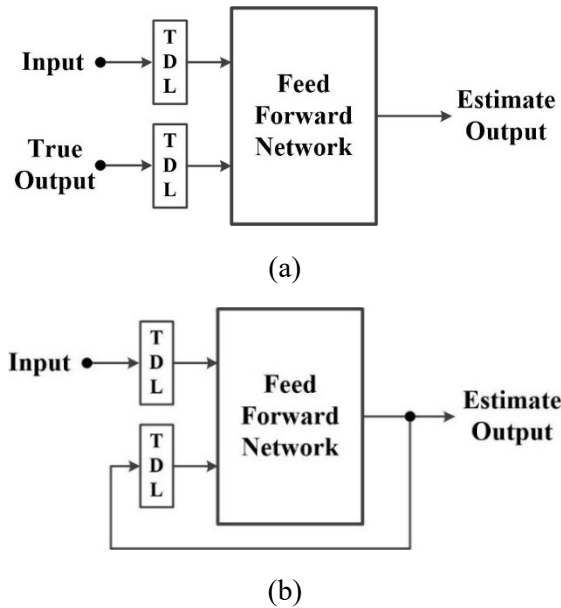 Input
T
D
L
Feed
Forward
Network
Estimate
Output
True
Output
T
D
L
(a)
Input
T
D
L
Feed
Forward
Network
Estimate
Output
T
D
L
(b)